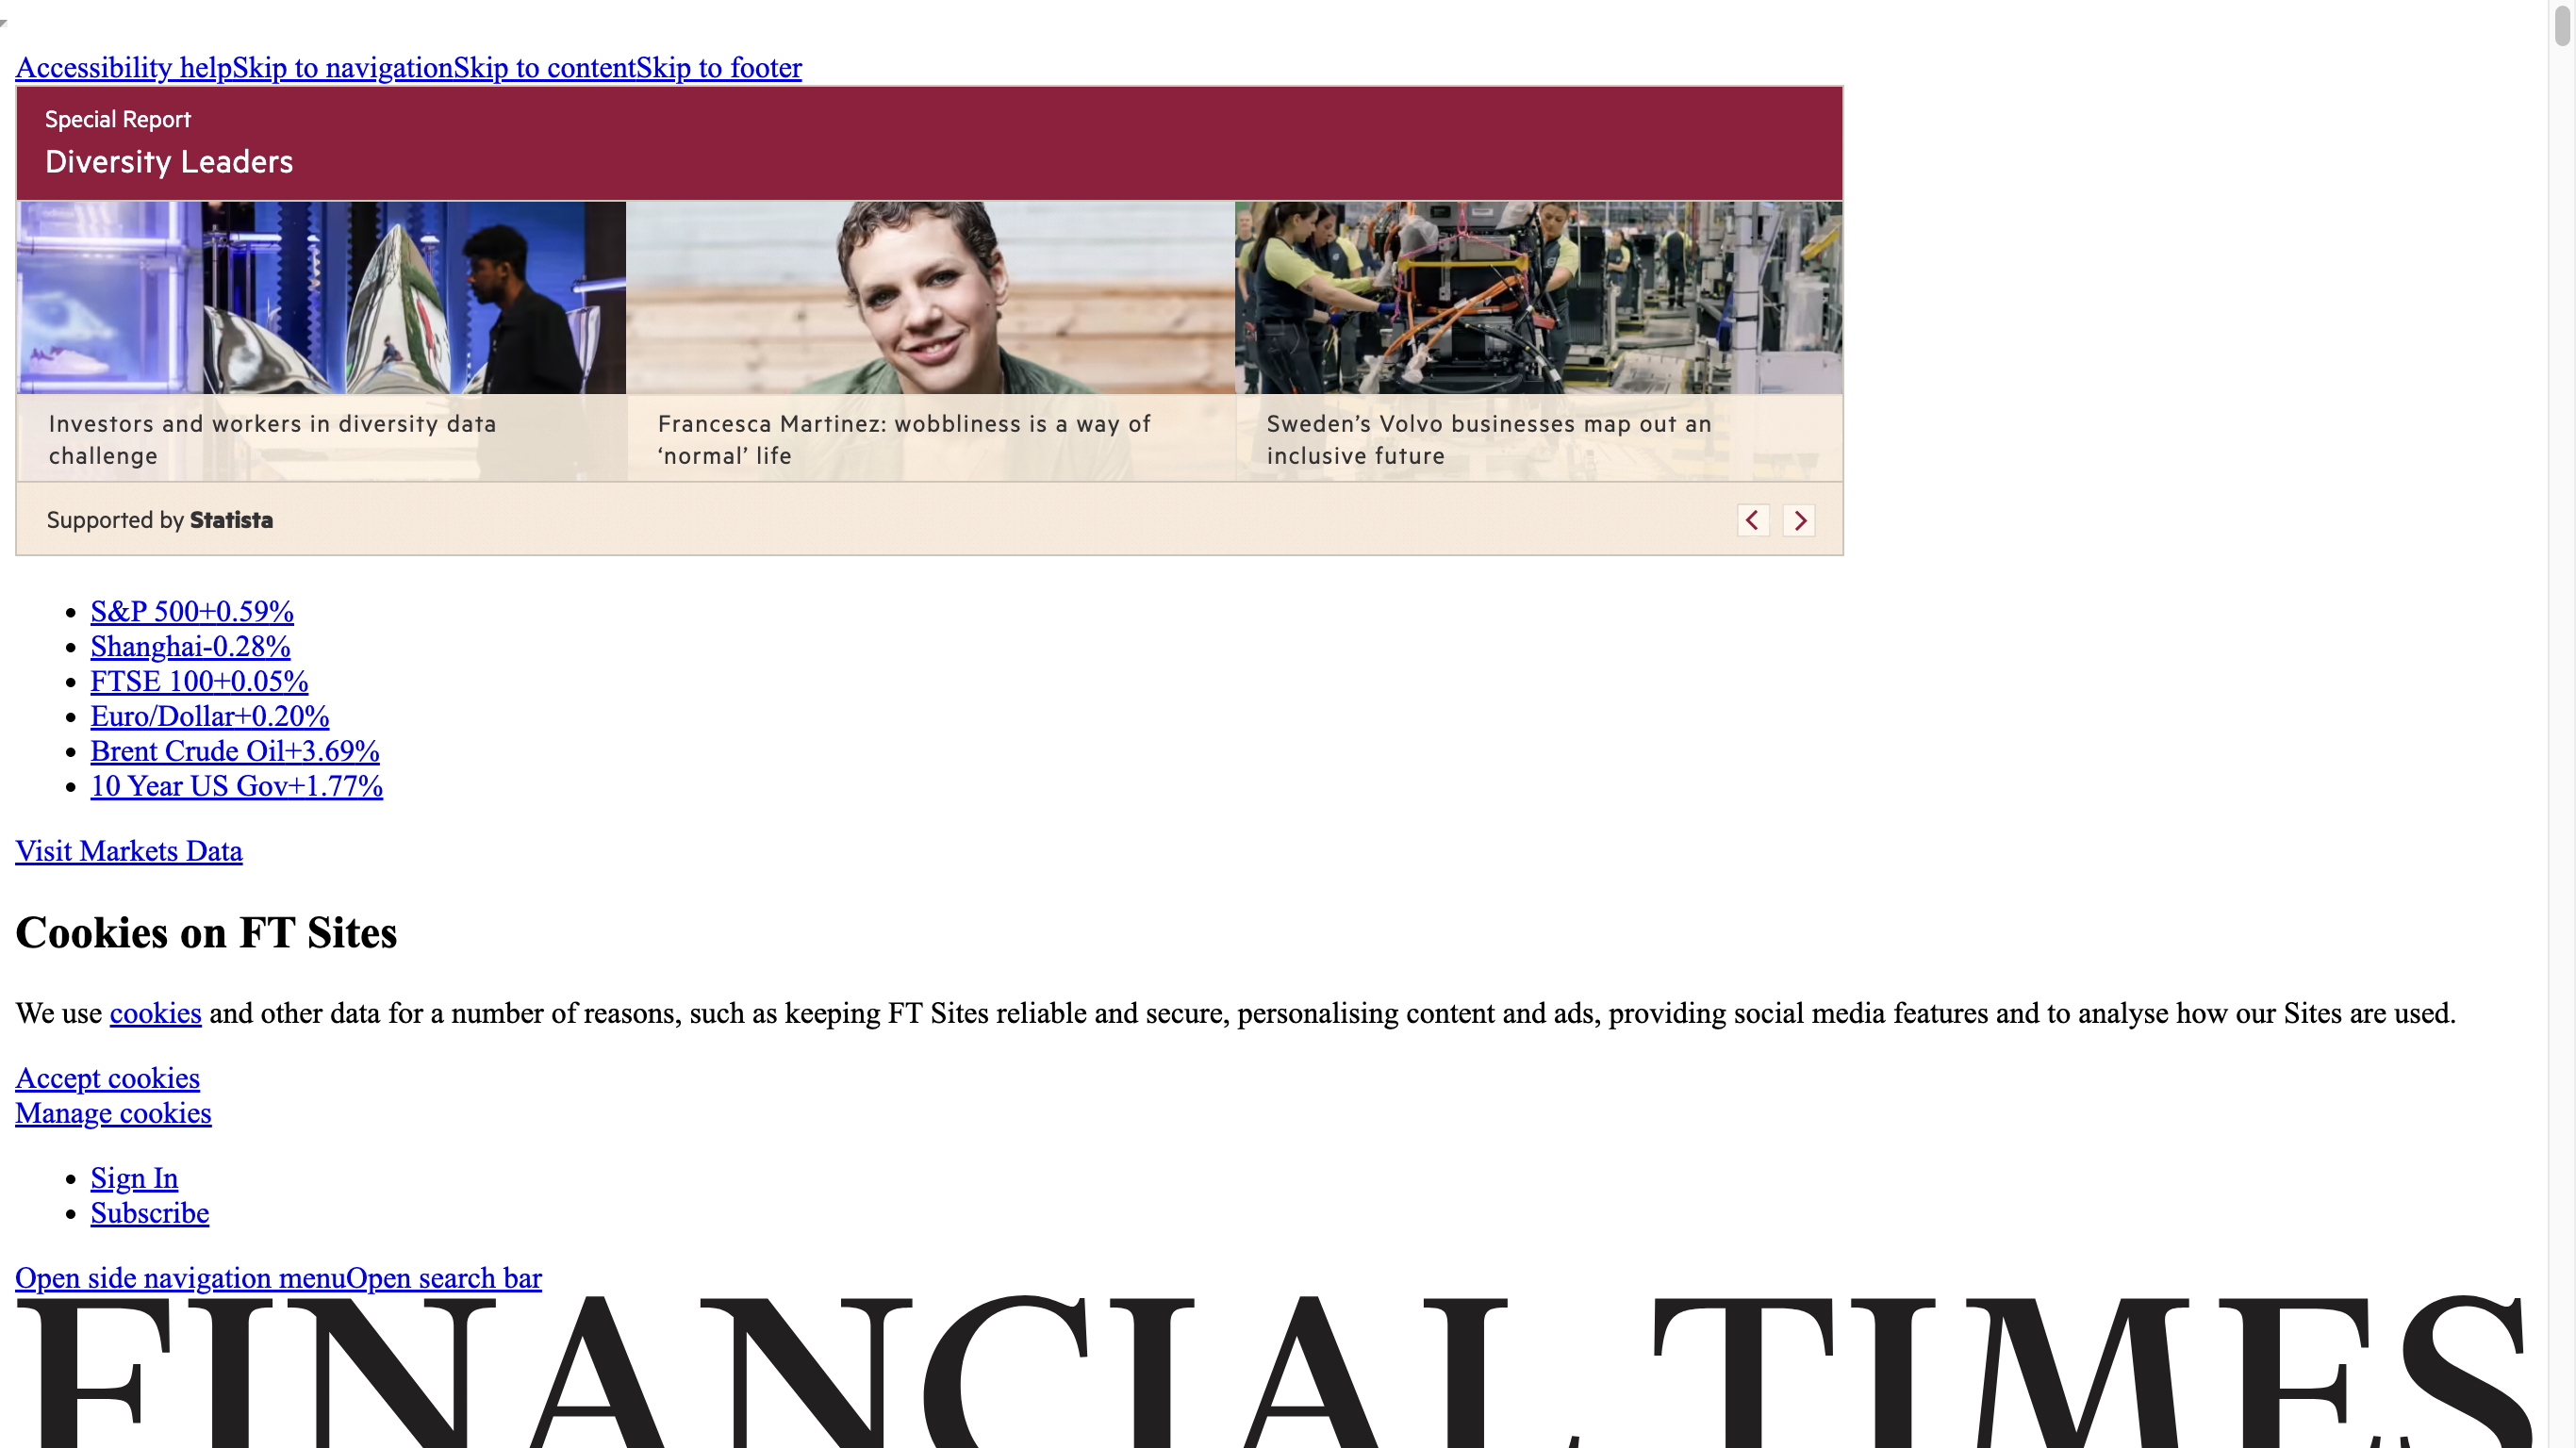 Accessibility helpSkip to navigationSkip to contentSkip to footer
Special Report
Diversity Leaders
Investors and workers in diversity data
challenge
Francesca Martinez: wobbliness is a way of
‘normal’ life
Sweden’s Volvo businesses map out an
inclusive future
Supported by Statista
S&P 500+0.59%
Shanghai-0.28%
FTSE 100+0.05%
Euro/Dollar+0.20%
Brent Crude Oil+3.69%
10 Year US Gov+1.77%
Visit Markets Data
Cookies on FT Sites
We use cookies and other data for a number of reasons, such as keeping FT Sites reliable and secure, personalising content and ads, providing social media features and to analyse how our Sites are used.
Accept cookies
Manage cookies
Sign In
Subscribe
Open side navigation menuOpen search bar
FINANCIAL TIMES